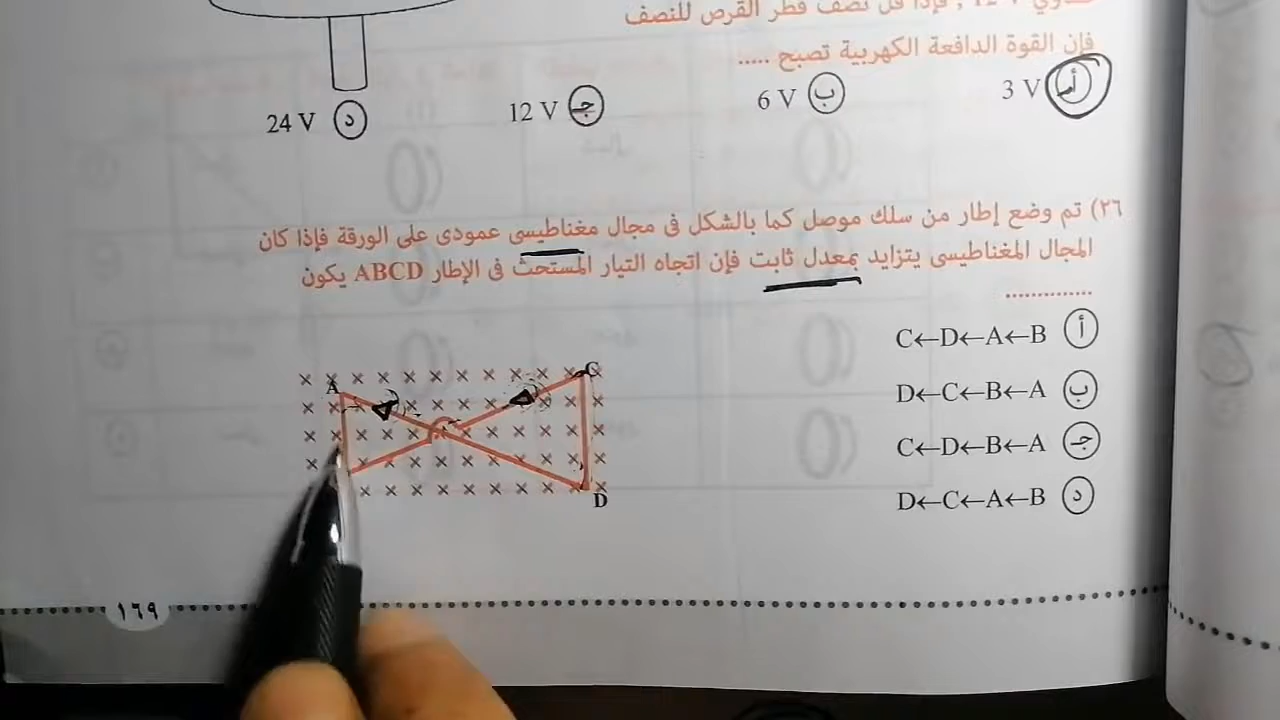 فإن القوة الدافعة الكهربية تصبح .....
أ 3 V
ب 6 V
جـ 12 V
د 24 V
٢٦) تم وضع إطار من سلك موصل كما بالشكل فى مجال مغناطيسى عمودى على الورقة فإذا كان
المجال المغناطيسى يتزايد بمعدل ثابت فإن اتجاه التيار المستحث فى الإطار ABCD يكون
..............
أ C←D←A←B
ب D←C←B←A
جـ C←D←B←A
د D←C←A←B
A
C
D
١٦٩